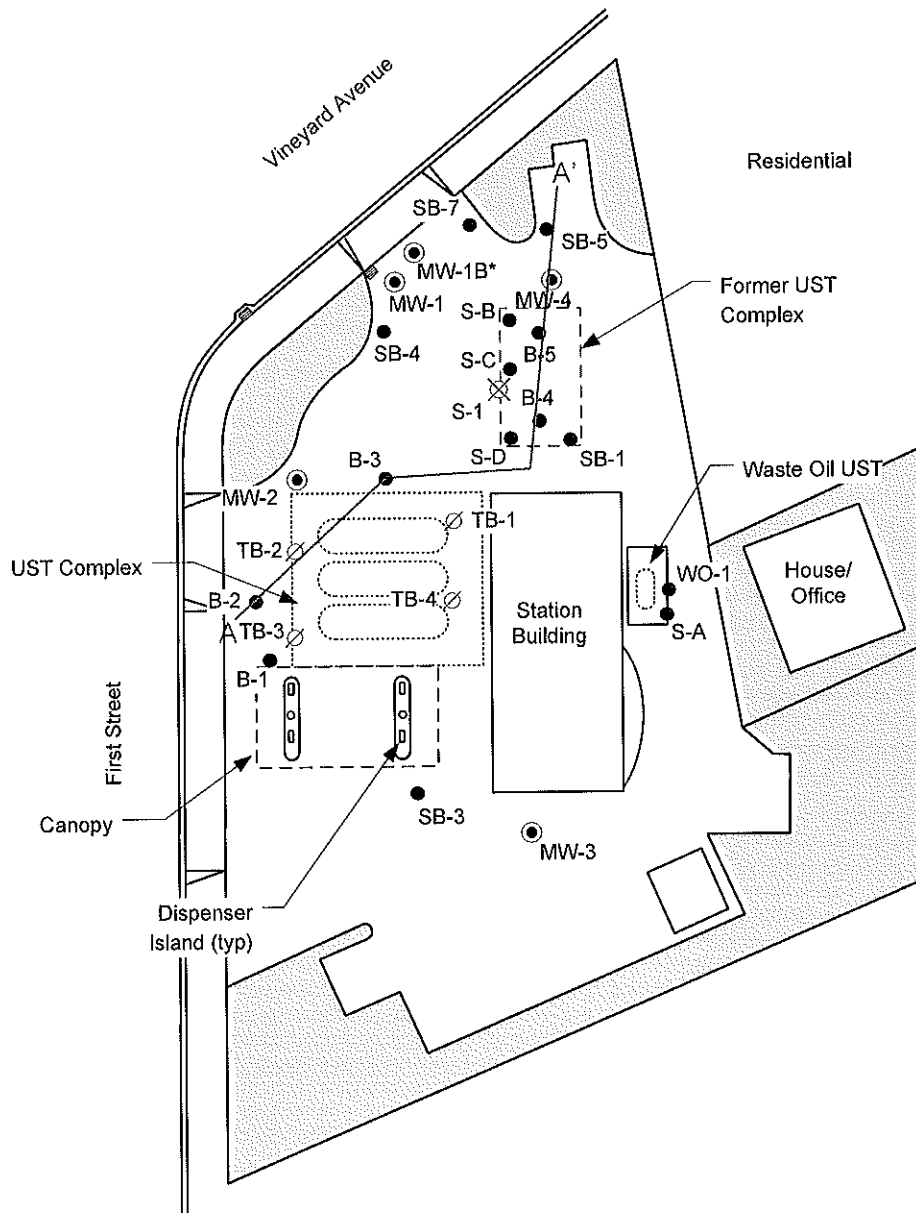 Vineyard Avenue
Residential
A'
SB-7
SB-5
MW-1B*
MW-1
MW-4
Former UST
Complex
S-B
SB-4
B-5
S-C
B-4
S-1
S-D
SB-1
B-3
Waste Oil UST
MW-2
TB-1
TB-2
UST Complex
WO-1
House/
Office
B-2
TB-4
Station
Building
A
TB-3
S-A
B-1
First Street
Canopy
SB-3
MW-3
Dispenser
Island (typ)